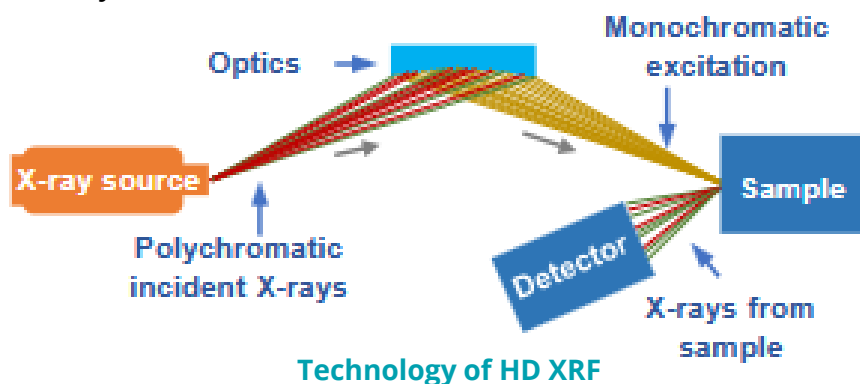 Monochromatic
excitation
Optics
X-ray source
Sample
Polychromatic
incident X-rays
Detector
X-rays from
sample
Technology of HD XRF